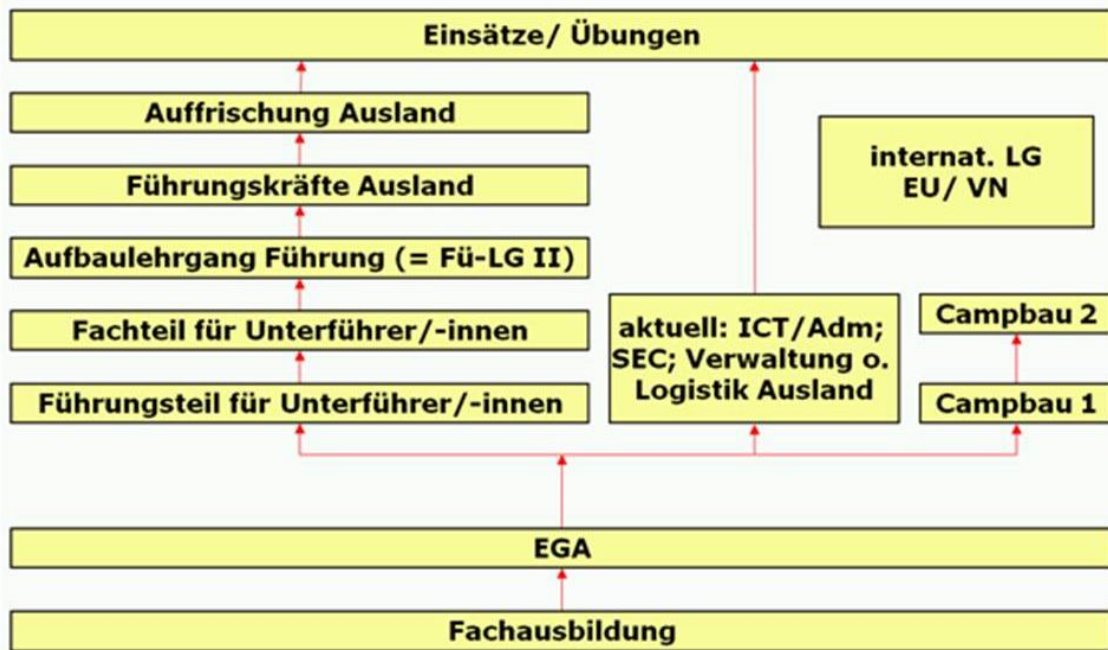 Einsätze/ Übungen
Auffrischung Ausland
Führungskräfte Ausland
Aufbaulehrgang Führung (= Fü-LG II)
Fachteil für Unterführer/-innen
Führungsteil für Unterführer/-innen
internat. LG
EU/ VN
aktuell: ICT/Adm;
SEC; Verwaltung o.
Logistik Ausland
Campbau 2
Campbau 1
EGA
Fachausbildung